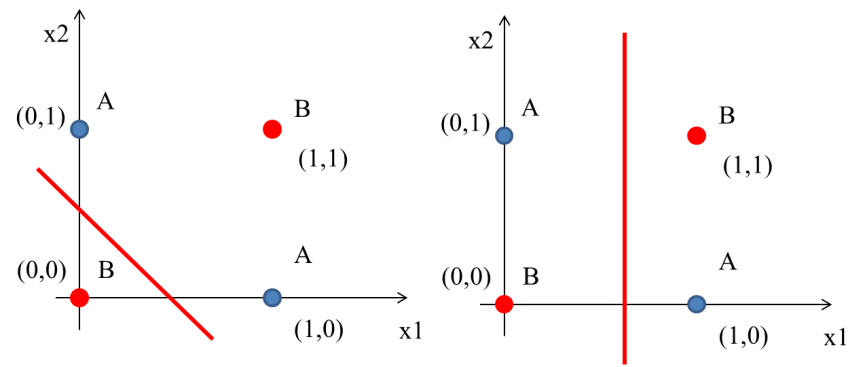 x2
A
(0,1)
B
(1,1)
(0,0)
B
A
(1,0)
x1
x2
A
(0,1)
B
(1,1)
(0,0)
B
A
(1,0)
x1